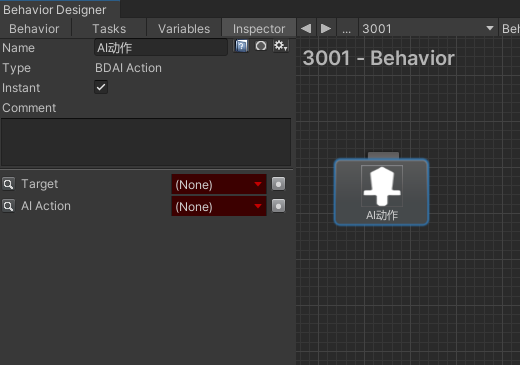 Behavior Designer
Behavior Tasks Variables Inspector ... 3001 Beh
Name AI动作
Type BDAI Action
Instant
Comment
Target (None)
AI Action (None)
3001 - Behavior
AI动作